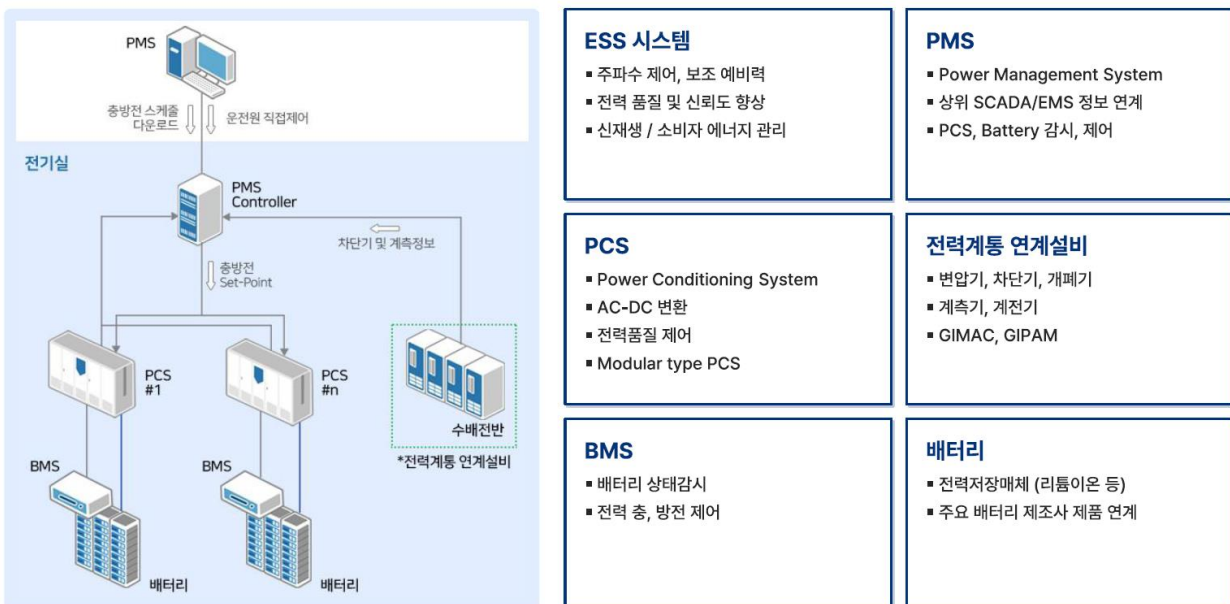 PMS
충방전 스케줄
다운로드
운전원 직접제어
전기실
PMS
Controller
차단기 및 계측정보
충방전
Set-Point
PCS
#1
PCS
#n
수배전반
*전력계통 연계설비
BMS
BMS
배터리
배터리
ESS 시스템
▪ 주파수 제어, 보조 예비력
▪ 전력 품질 및 신뢰도 향상
▪ 신재생 / 소비자 에너지 관리
PMS
▪ Power Management System
▪ 상위 SCADA/EMS 정보 연계
▪ PCS, Battery 감시, 제어
PCS
▪ Power Conditioning System
▪ AC-DC 변환
▪ 전력품질 제어
▪ Modular type PCS
전력계통 연계설비
▪ 변압기, 차단기, 개폐기
▪ 계측기, 계전기
▪ GIMAC, GIPAM
BMS
▪ 배터리 상태감시
▪ 전력 충, 방전 제어
배터리
▪ 전력저장매체 (리튬이온 등)
▪ 주요 배터리 제조사 제품 연계